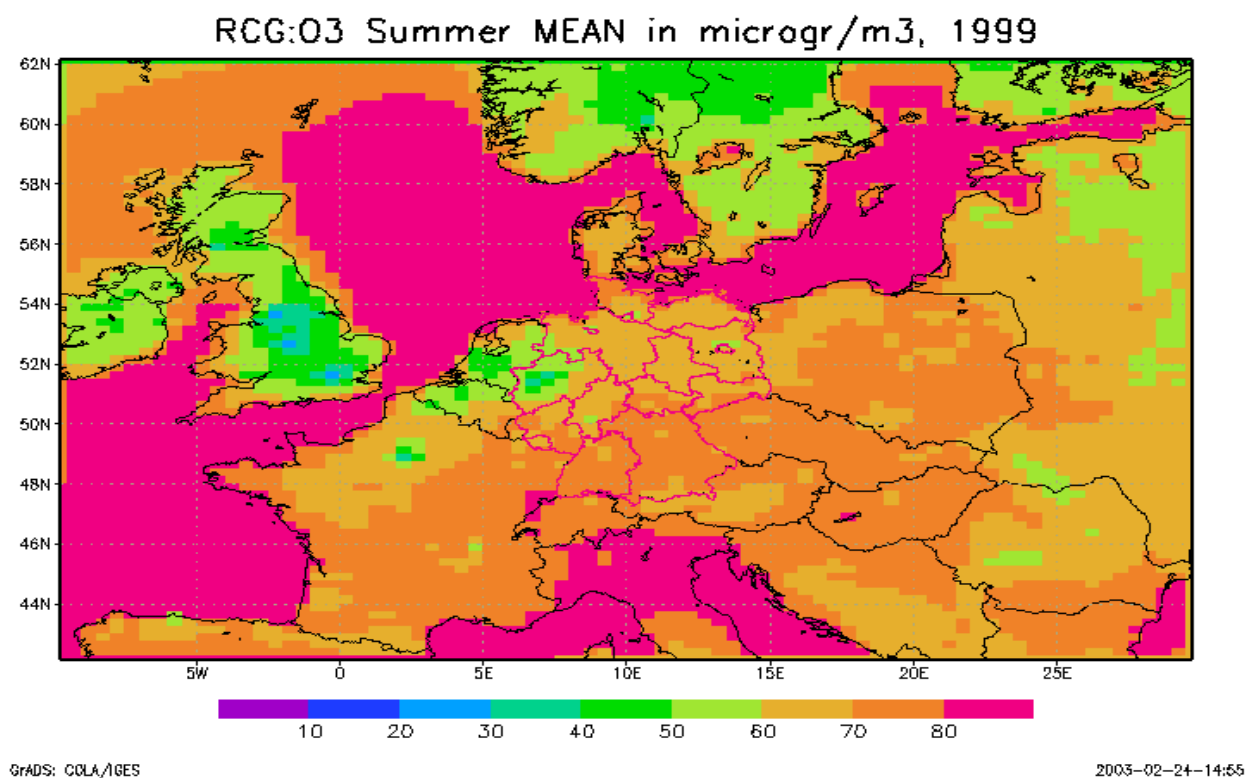 RCG:O3 Summer MEAN in microgr/m3, 1999
62N
60N
58N
56N
54N
52N
50N
48N
46N
44N
5W 0 5E 10E 15E 20E 25E
10 20 30 40 50 60 70 80
GrADS: COLA/IGES 2003-02-24-14:55